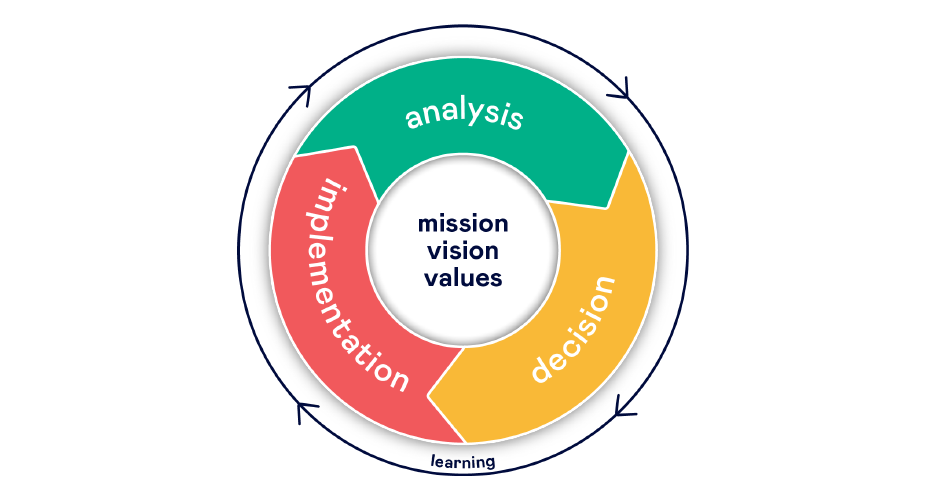 analysis
decision
implementation
mission
vision
values
learning